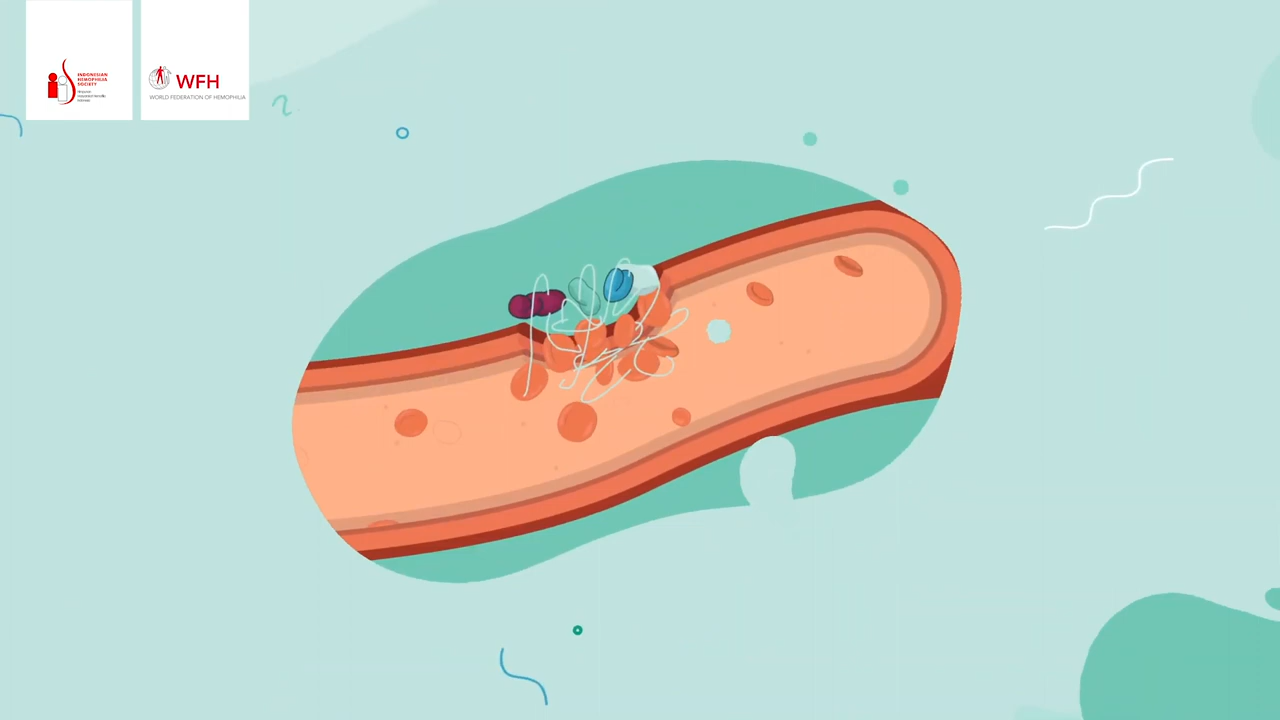 INDONESIAN
HEMOPHILIA
SOCIETY
WFH
WORLD FEDERATION OF HEMOPHILIA